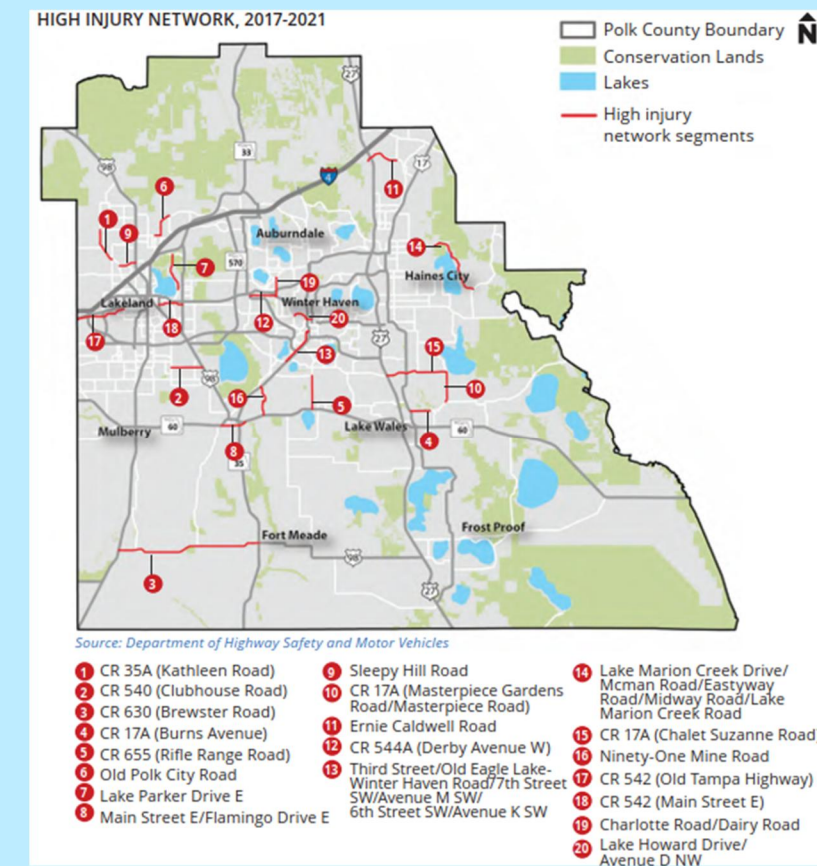 HIGH INJURY NETWORK, 2017-2021
Polk County Boundary
N
Conservation Lands
Lakes
High injury
network segments
27
98
33
17
4
6
11
1
9
Auburndale
14
570
7
Haines City
19
Lakeland
Winter Haven
12
20
18
17
27
13
15
98
2
16
10
5
Mulberry
60
Lake Wales
4
60
8
35
Fort Meade
Frost Proof
98
3
27
Source: Department of Highway Safety and Motor Vehicles
1 CR 35A (Kathleen Road)
2 CR 540 (Clubhouse Road)
3 CR 630 (Brewster Road)
4 CR 17A (Burns Avenue)
5 CR 655 (Rifle Range Road)
6 Old Polk City Road
7 Lake Parker Drive E
8 Main Street E/Flamingo Drive E
9 Sleepy Hill Road
10 CR 17A (Masterpiece Gardens
Road/Masterpiece Road)
11 Ernie Caldwell Road
12 CR 544A (Derby Avenue W)
13 Third Street/Old Eagle Lake-
Winter Haven Road/7th Street
SW/Avenue M SW/
6th Street SW/Avenue K SW
14 Lake Marion Creek Drive/
Mcman Road/Eastyway
Road/Midway Road/Lake
Marion Creek Road
15 CR 17A (Chalet Suzanne Road)
16 Ninety-One Mine Road
17 CR 542 (Old Tampa Highway)
18 CR 542 (Main Street E)
19 Charlotte Road/Dairy Road
20 Lake Howard Drive/
Avenue D NW